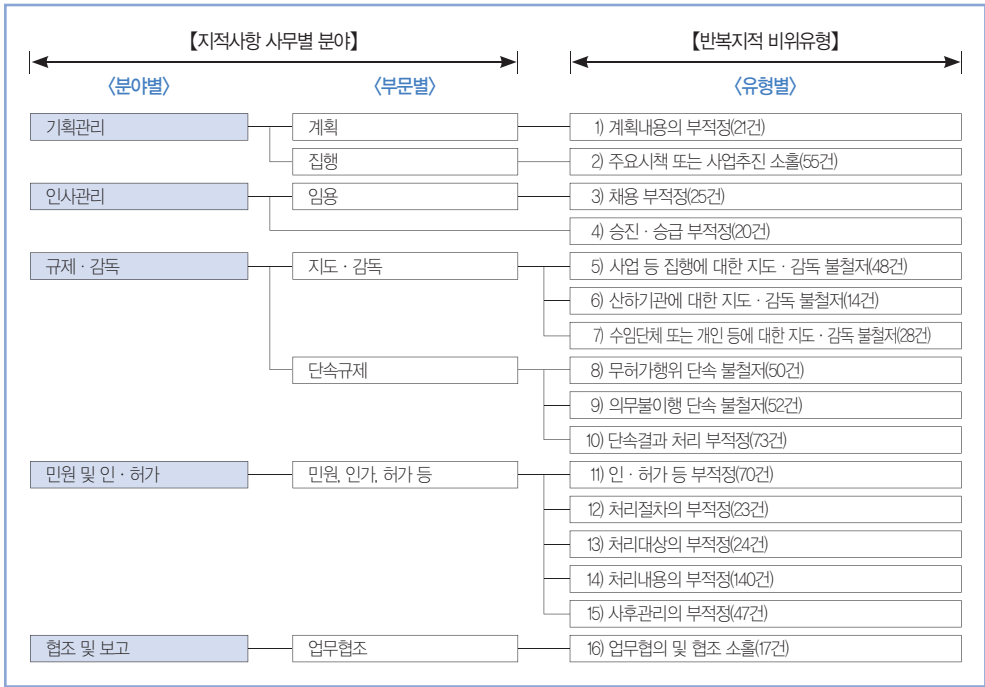 【지적사항 사무별 분야】 【반복지적 비위유형】
〈분야별〉 〈부문별〉 〈유형별〉
기획관리 계획 1) 계획내용의 부적정(21건)
집행 2) 주요시책 또는 사업추진 소홀(55건)
인사관리 임용 3) 채용 부적정(25건)
4) 승진 · 승급 부적정(20건)
규제 · 감독 지도 · 감독 5) 사업 등 집행에 대한 지도 · 감독 불철저(48건)
6) 산하기관에 대한 지도 · 감독 불철저(14건)
7) 수임단체 또는 개인 등에 대한 지도 · 감독 불철저(28건)
단속규제 8) 무허가행위 단속 불철저(50건)
9) 의무불이행 단속 불철저(52건)
10) 단속결과 처리 부적정(73건)
민원 및 인 · 허가 민원, 인가, 허가 등 11) 인 · 허가 등 부적정(70건)
12) 처리절차의 부적정(23건)
13) 처리대상의 부적정(24건)
14) 처리내용의 부적정(140건)
15) 사후관리의 부적정(47건)
협조 및 보고 업무협조 16) 업무협의 및 협조 소홀(17건)